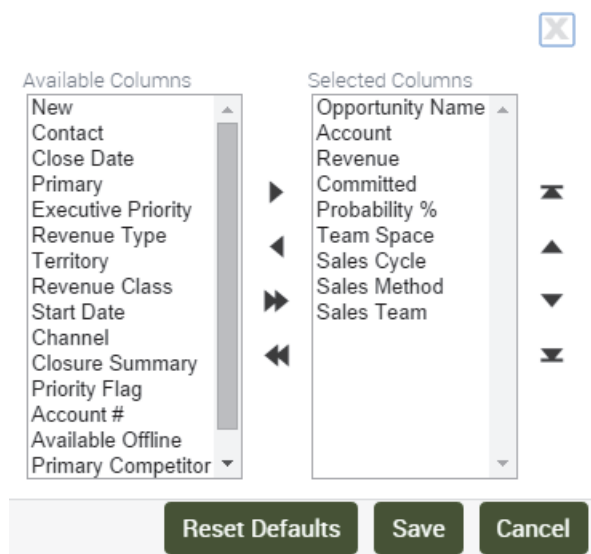 X
Available Columns
New
Contact
Close Date
Primary
Executive Priority
Revenue Type
Territory
Revenue Class
Start Date
Channel
Closure Summary
Priority Flag
Account #
Available Offline
Primary Competitor
Selected Columns
Opportunity Name
Account
Revenue
Committed
Probability %
Team Space
Sales Cycle
Sales Method
Sales Team
Reset Defaults
Save
Cancel